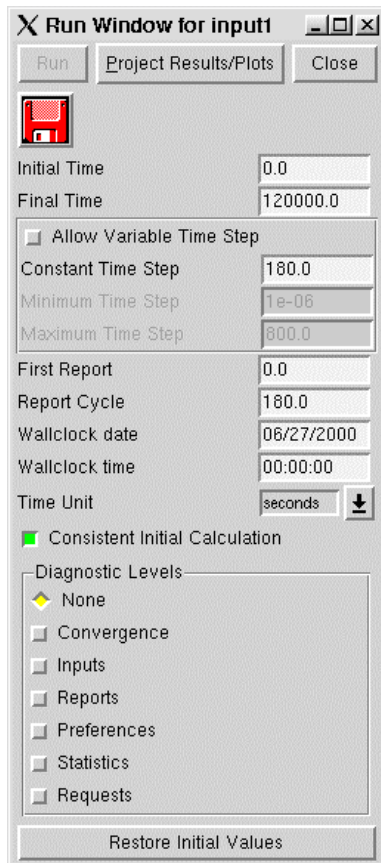 Run Window for input1
Run Project Results/Plots Close
Initial Time 0.0
Final Time 120000.0
Allow Variable Time Step
Constant Time Step 180.0
Minimum Time Step 1e-06
Maximum Time Step 800.0
First Report 0.0
Report Cycle 180.0
Wallclock date 06/27/2000
Wallclock time 00:00:00
Time Unit seconds
Consistent Initial Calculation
Diagnostic Levels
None
Convergence
Inputs
Reports
Preferences
Statistics
Requests
Restore Initial Values